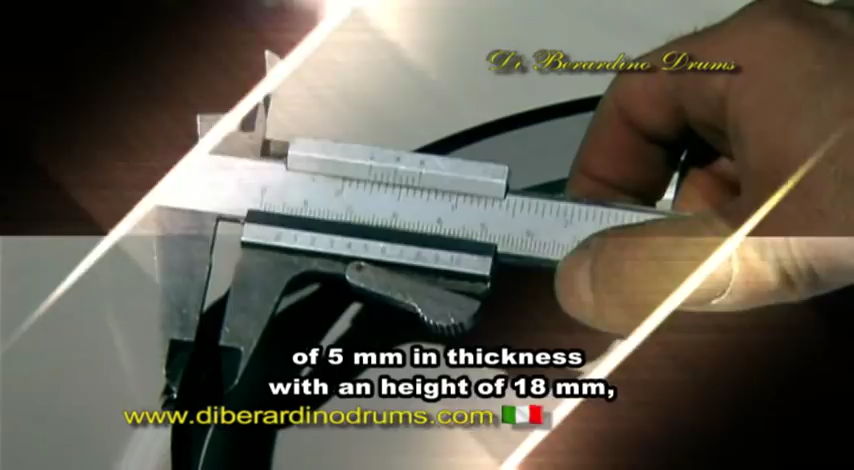 Di Berardino Drums
of 5 mm in thickness
with an height of 18 mm,
www.diberardinodrums.com